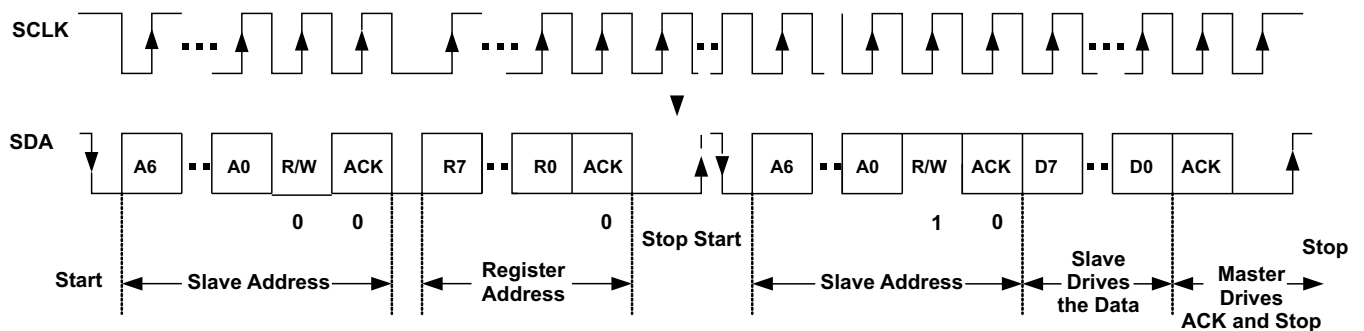 SCLK
SDA
A6 A0 R/W ACK R7 R0 ACK A6 A0 R/W ACK D7 D0 ACK
0 0 0 Stop Start 1 0
Start Slave Address Register Address Slave Address Slave Drives the Data Master Drives ACK and Stop Stop